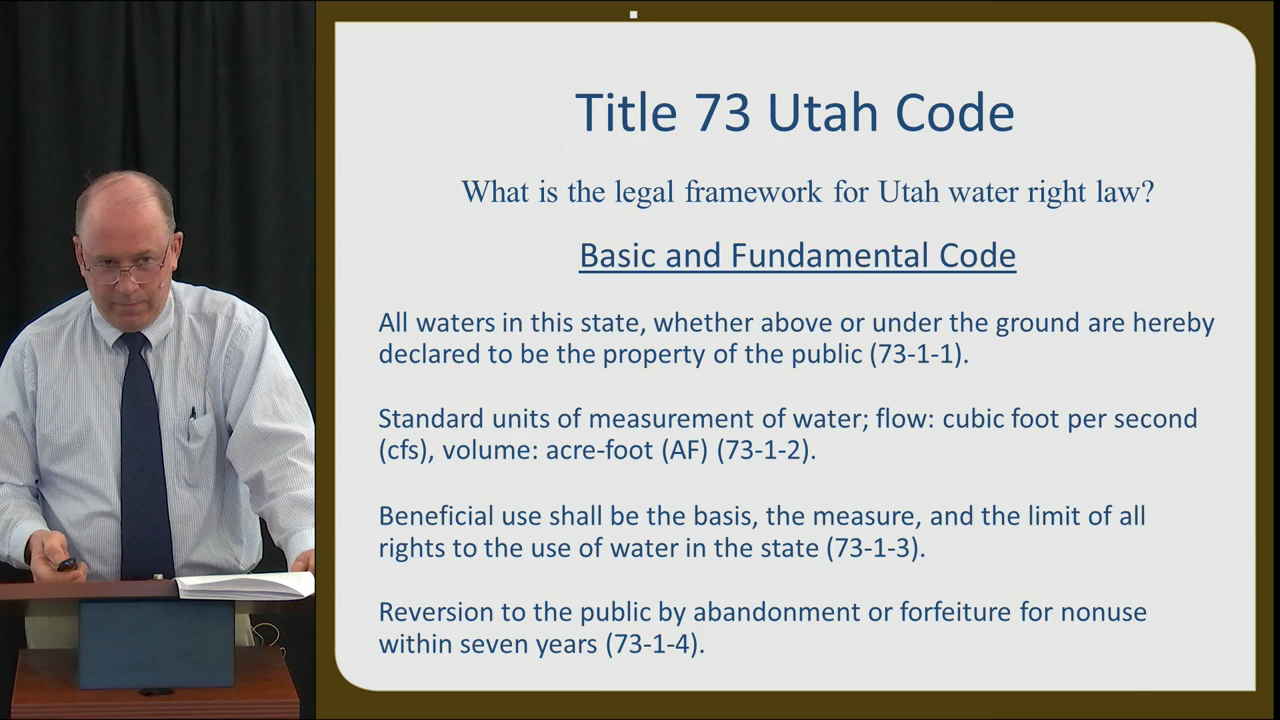 Title 73 Utah Code
What is the legal framework for Utah water right law?
Basic and Fundamental Code
All waters in this state, whether above or under the ground are hereby
declared to be the property of the public (73-1-1).
Standard units of measurement of water; flow: cubic foot per second
(cfs), volume: acre-foot (AF) (73-1-2).
Beneficial use shall be the basis, the measure, and the limit of all
rights to the use of water in the state (73-1-3).
Reversion to the public by abandonment or forfeiture for nonuse
within seven years (73-1-4).